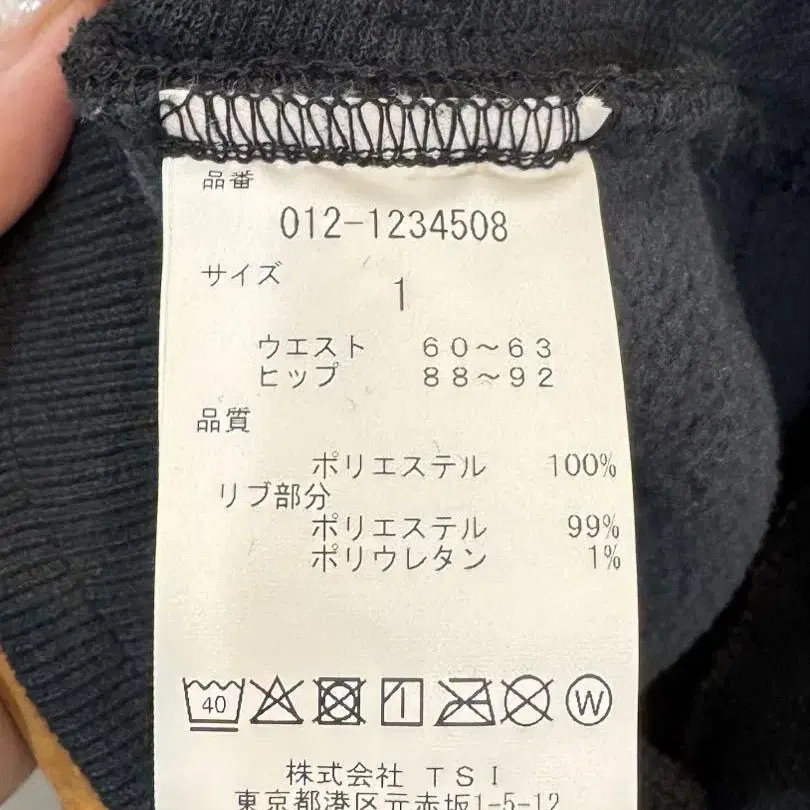 品番
012-1234508
サイズ
1
ウエスト 60～63
ヒップ 88～92
品質
ポリエステル 100%
リブ部分
ポリエステル 99%
ポリウレタン 1%
40 W
株式会社 TSI
東京都港区元赤坂1-5-12